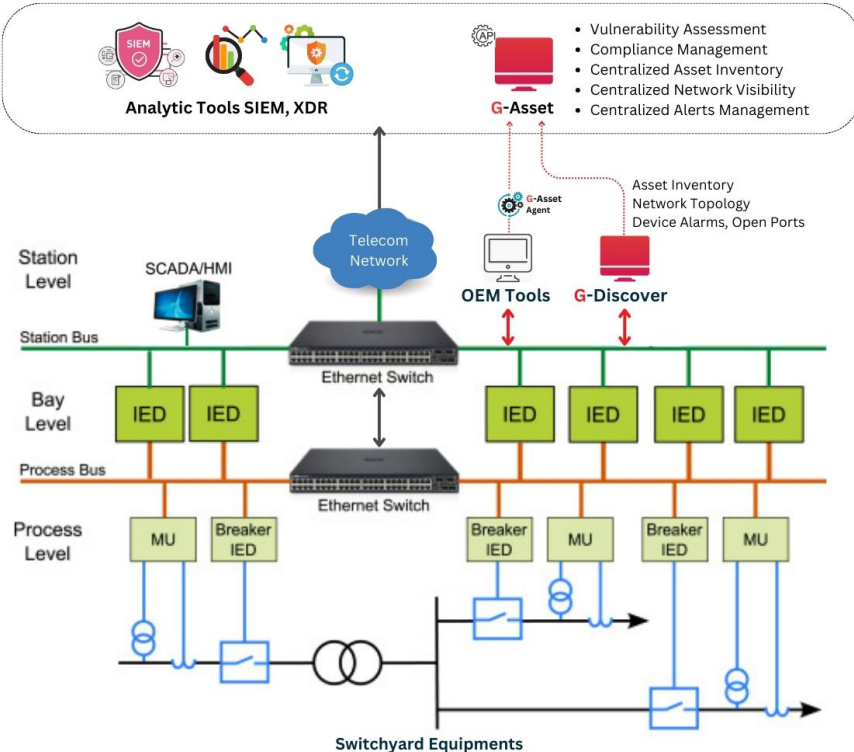 SIEM
API
Analytic Tools SIEM, XDR
G-Asset
• Vulnerability Assessment
• Compliance Management
• Centralized Asset Inventory
• Centralized Network Visibility
• Centralized Alerts Management
G-Asset
Agent
Asset Inventory
Network Topology
Device Alarms, Open Ports
Telecom
Network
Station
Level
SCADA/HMI
OEM Tools
G-Discover
Station Bus
Ethernet Switch
Bay
Level
IED
IED
IED
IED
IED
IED
Process Bus
Ethernet Switch
Process
Level
MU
Breaker
IED
Breaker
IED
MU
Breaker
IED
MU
Switchyard Equipments